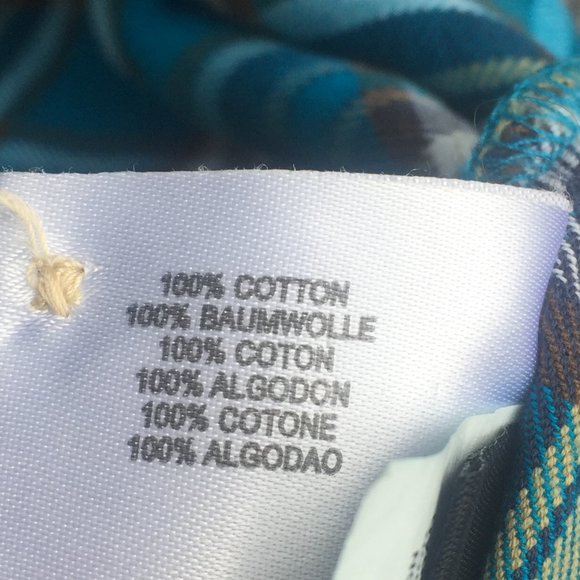 100% COTTON
100% BAUMWOLLE
100% COTON
100% ALGODON
100% COTONE
100% ALGODAO